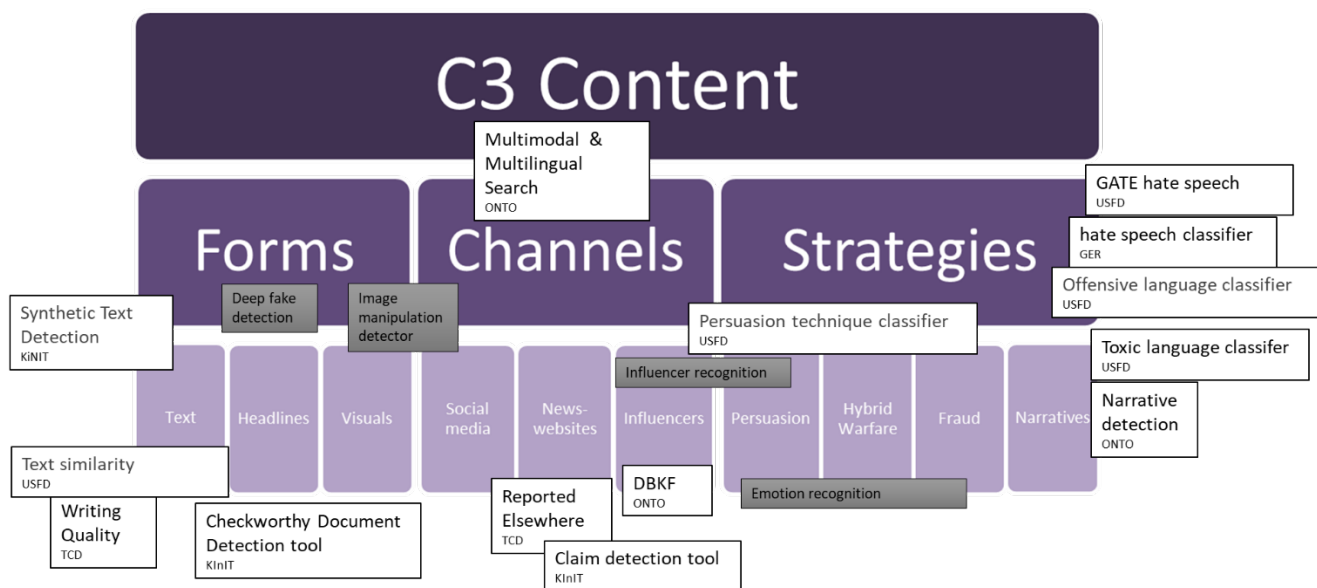 C3 Content
Multimodal &
Multilingual
Search
ONTO
Forms
Channels
Strategies
GATE hate speech
USFD
hate speech classifier
GER
Offensive language classifier
USFD
Synthetic Text
Detection
KiNIT
Deep fake
detection
Image
manipulation
detector
Persuasion technique classifier
USFD
Toxic language classifer
USFD
Influencer recognition
Text
Headlines
Visuals
Social
media
News-
websites
Influencers
Persuasion
Hybrid
Warfare
Fraud
Narratives
Narrative
detection
ONTO
Text similarity
USFD
Writing
Quality
TCD
Checkworthy Document
Detection tool
KInIT
Reported
Elsewhere
TCD
DBKF
ONTO
Emotion recognition
Claim detection tool
KInIT